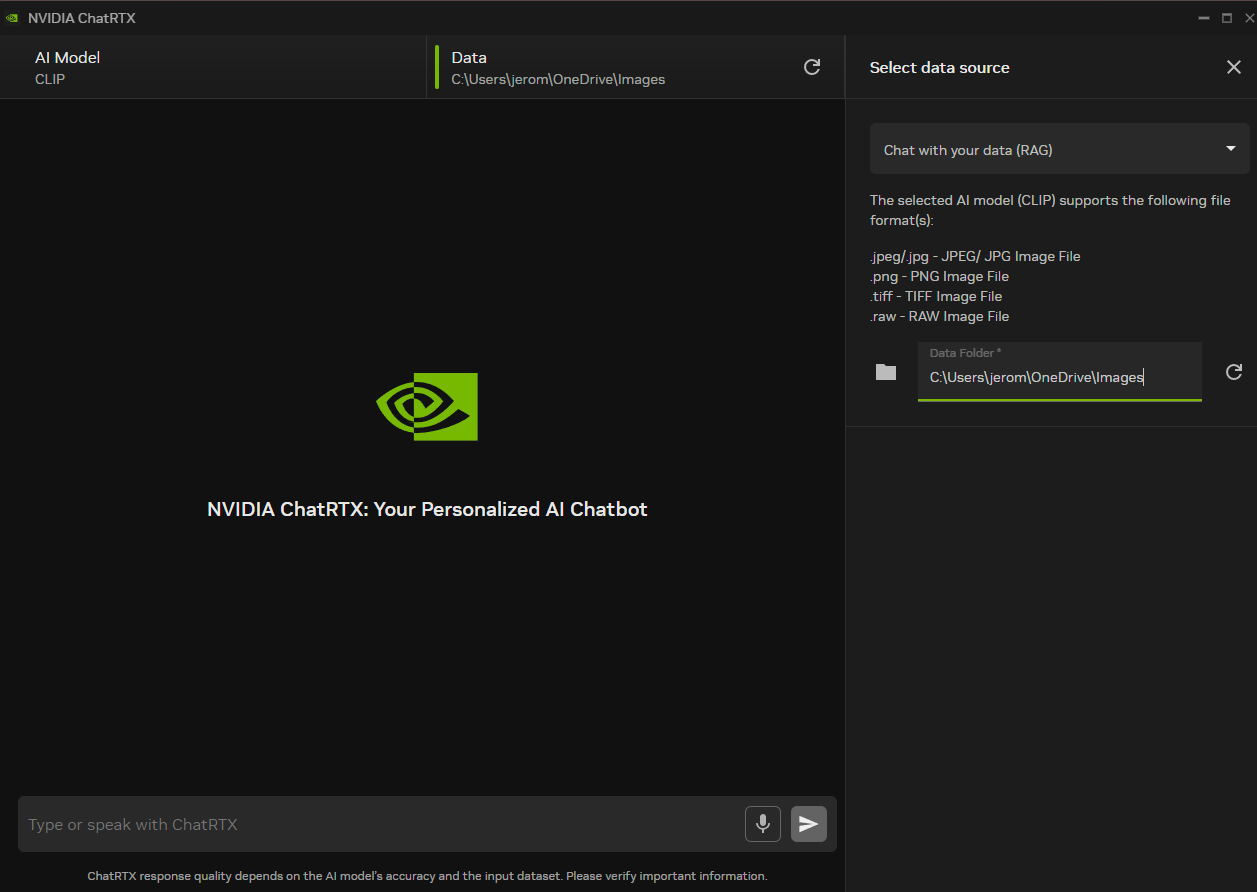 NVIDIA ChatRTX
AI Model
CLIP
Data
C:\Users\jerom\OneDrive\Images
Select data source
Chat with your data (RAG)
The selected AI model (CLIP) supports the following file
format(s):
.jpeg/.jpg - JPEG/ JPG Image File
.png - PNG Image File
.tiff - TIFF Image File
.raw - RAW Image File
Data Folder *
C:\Users\jerom\OneDrive\Images
NVIDIA ChatRTX: Your Personalized AI Chatbot
Type or speak with ChatRTX
ChatRTX response quality depends on the AI model's accuracy and the input dataset. Please verify important information.